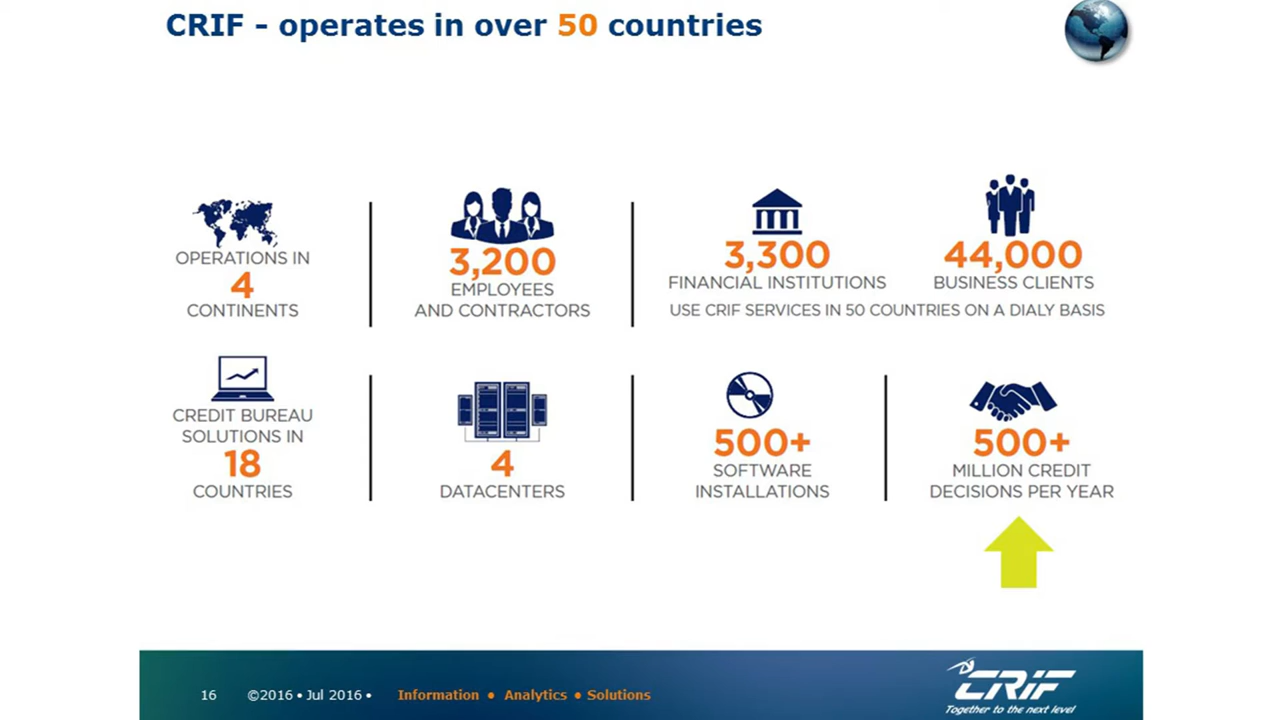 CRIF - operates in over 50 countries
OPERATIONS IN
4
CONTINENTS
3,200
EMPLOYEES
AND CONTRACTORS
3,300
FINANCIAL INSTITUTIONS
44,000
BUSINESS CLIENTS
USE CRIF SERVICES IN 50 COUNTRIES ON A DIALY BASIS
CREDIT BUREAU
SOLUTIONS IN
18
COUNTRIES
4
DATACENTERS
500+
SOFTWARE
INSTALLATIONS
500+
MILLION CREDIT
DECISIONS PER YEAR
16 ©2016 • Jul 2016 • Information • Analytics • Solutions
CRIF
Together to the next level